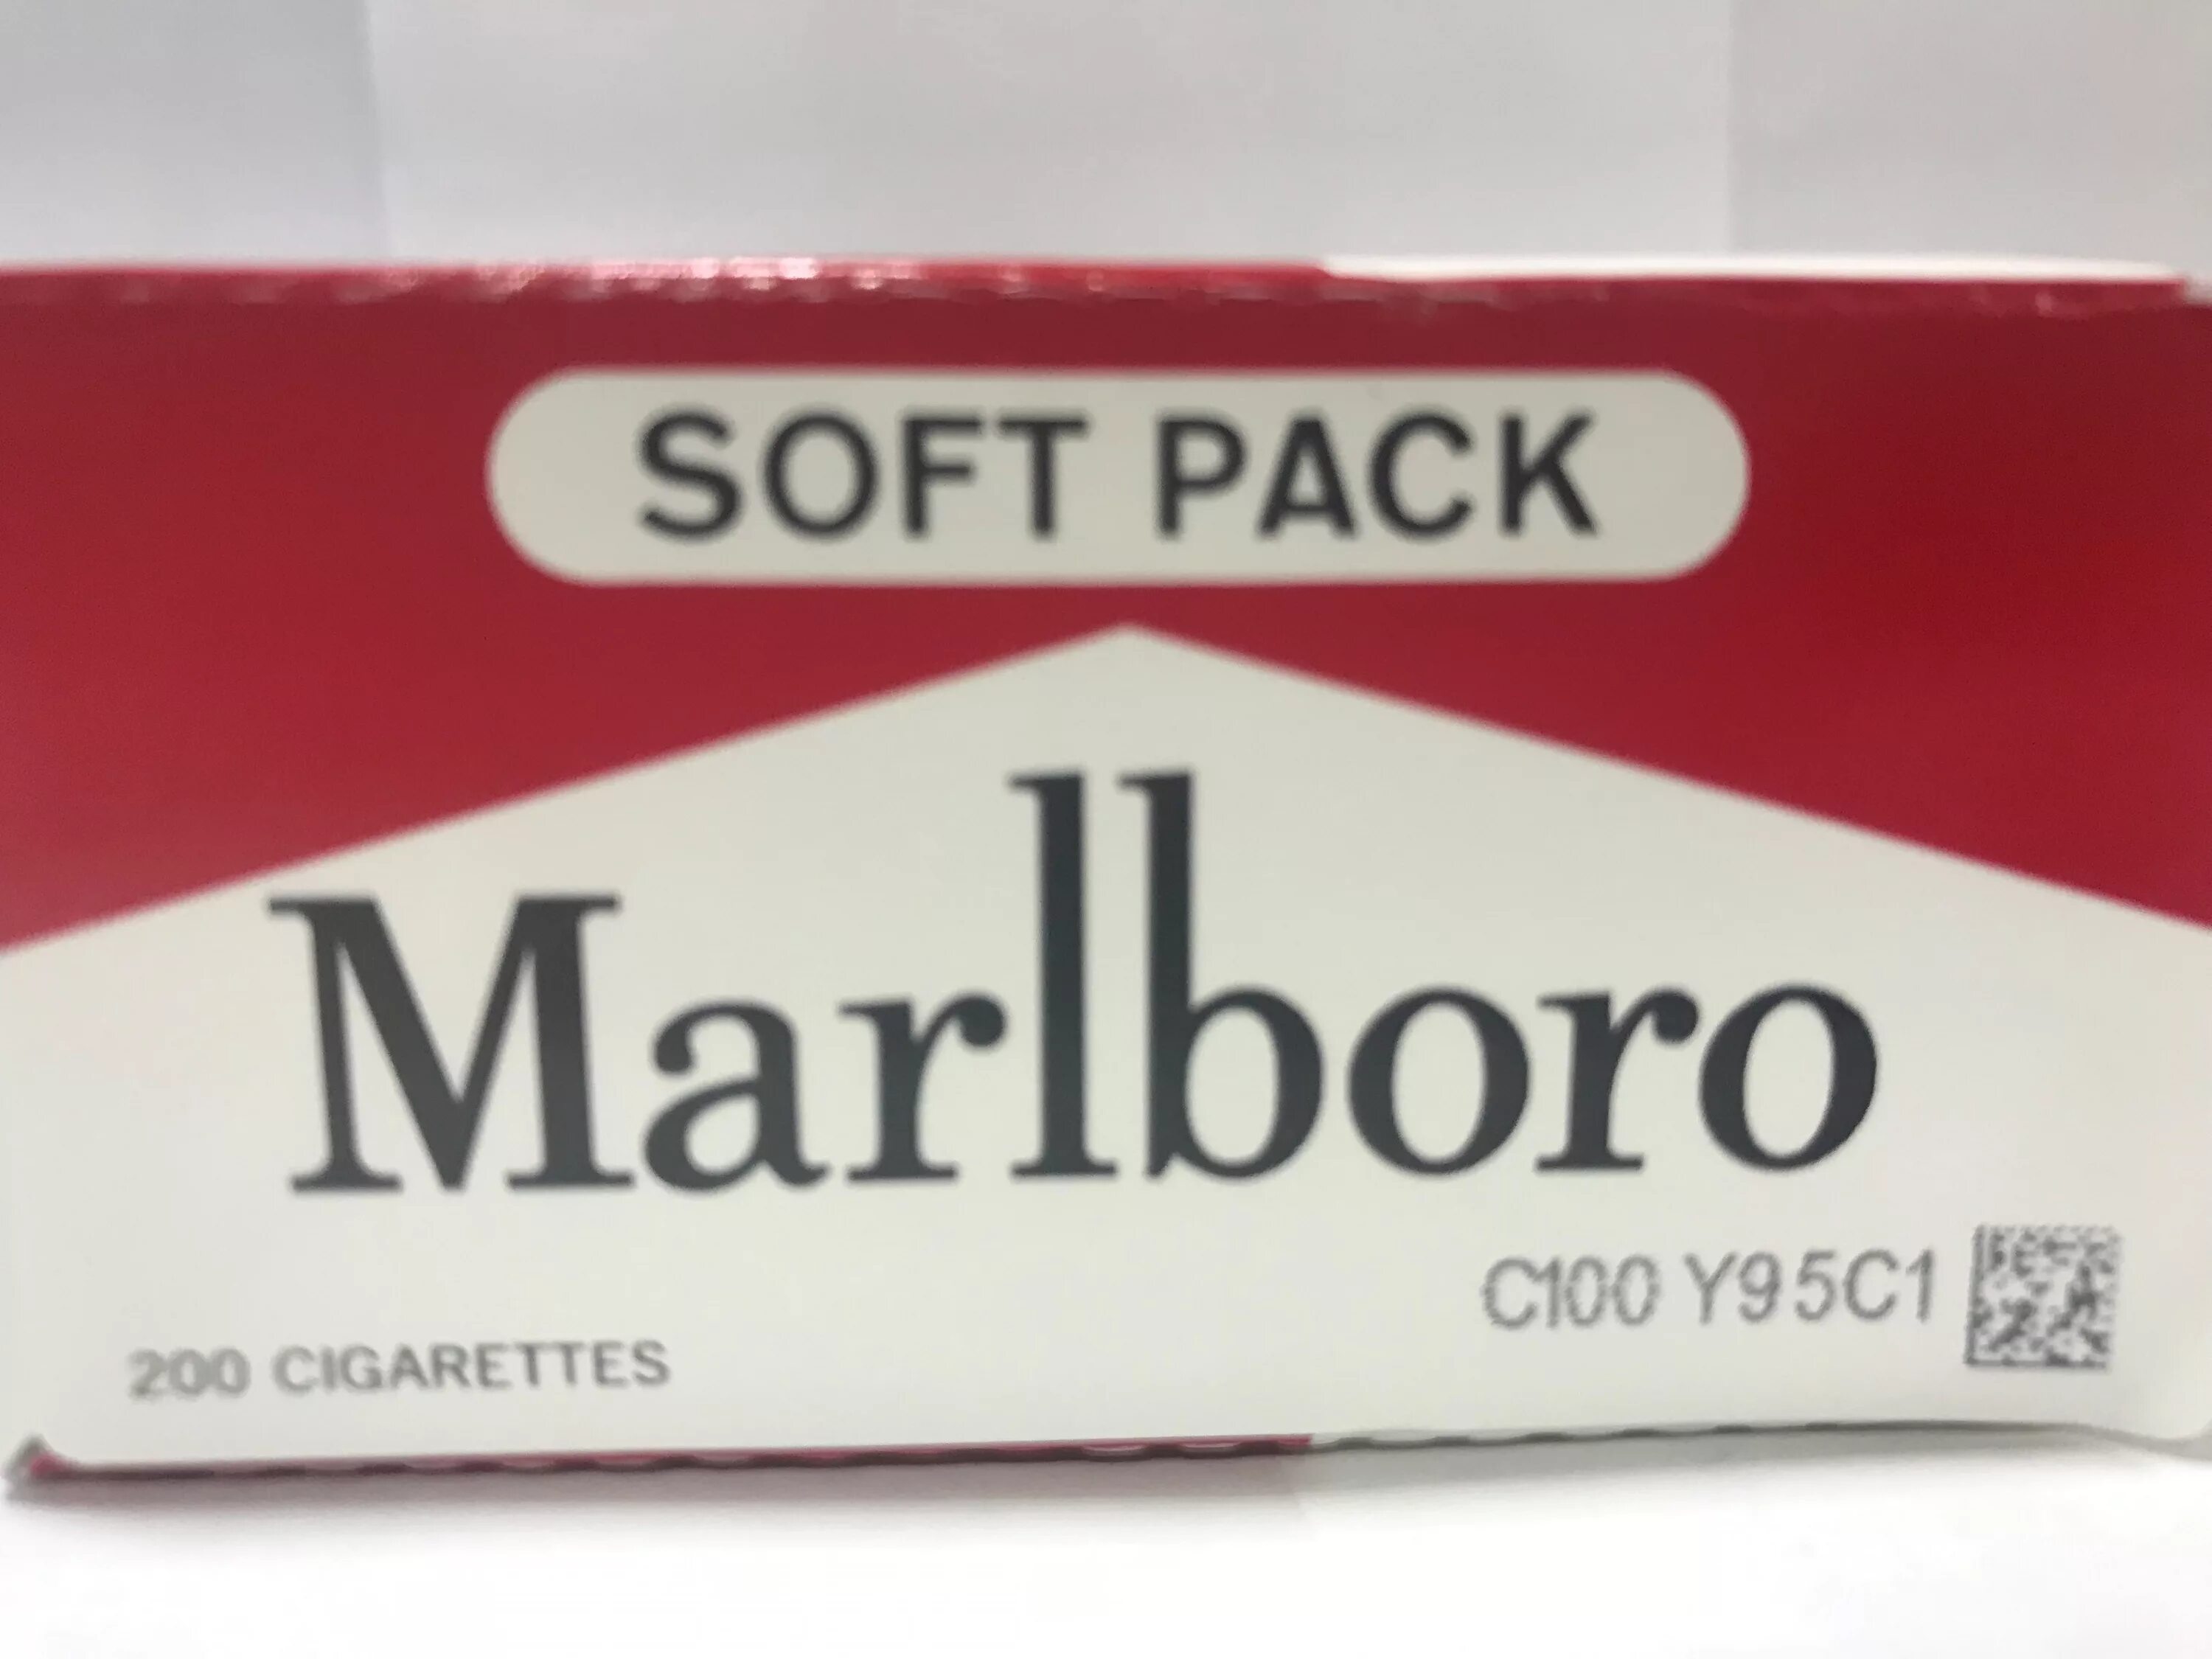 SOFT PACK
Marlboro
C100 Y95C1
200 CIGARETTES